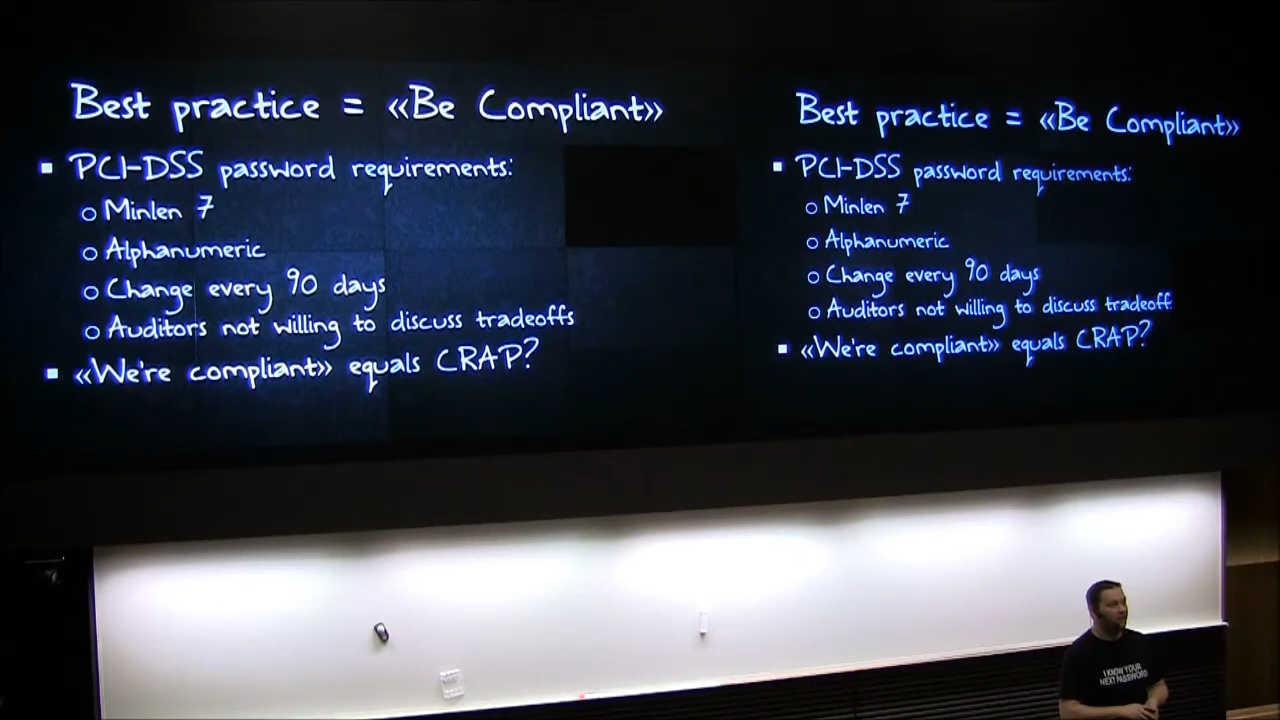 Best practice = «Be Compliant»
PCI-DSS password requirements:
Minlen 7
Alphanumeric
Change every 90 days
Auditors not willing to discuss tradeoffs
«We're compliant» equals CRAP?
Best practice = «Be Compliant»
PCI-DSS password requirements:
Minlen 7
Alphanumeric
Change every 90 days
Auditors not willing to discuss tradeoff
«We're compliant» equals CRAP?
I KNOW YOUR
NEXT PASSWORD